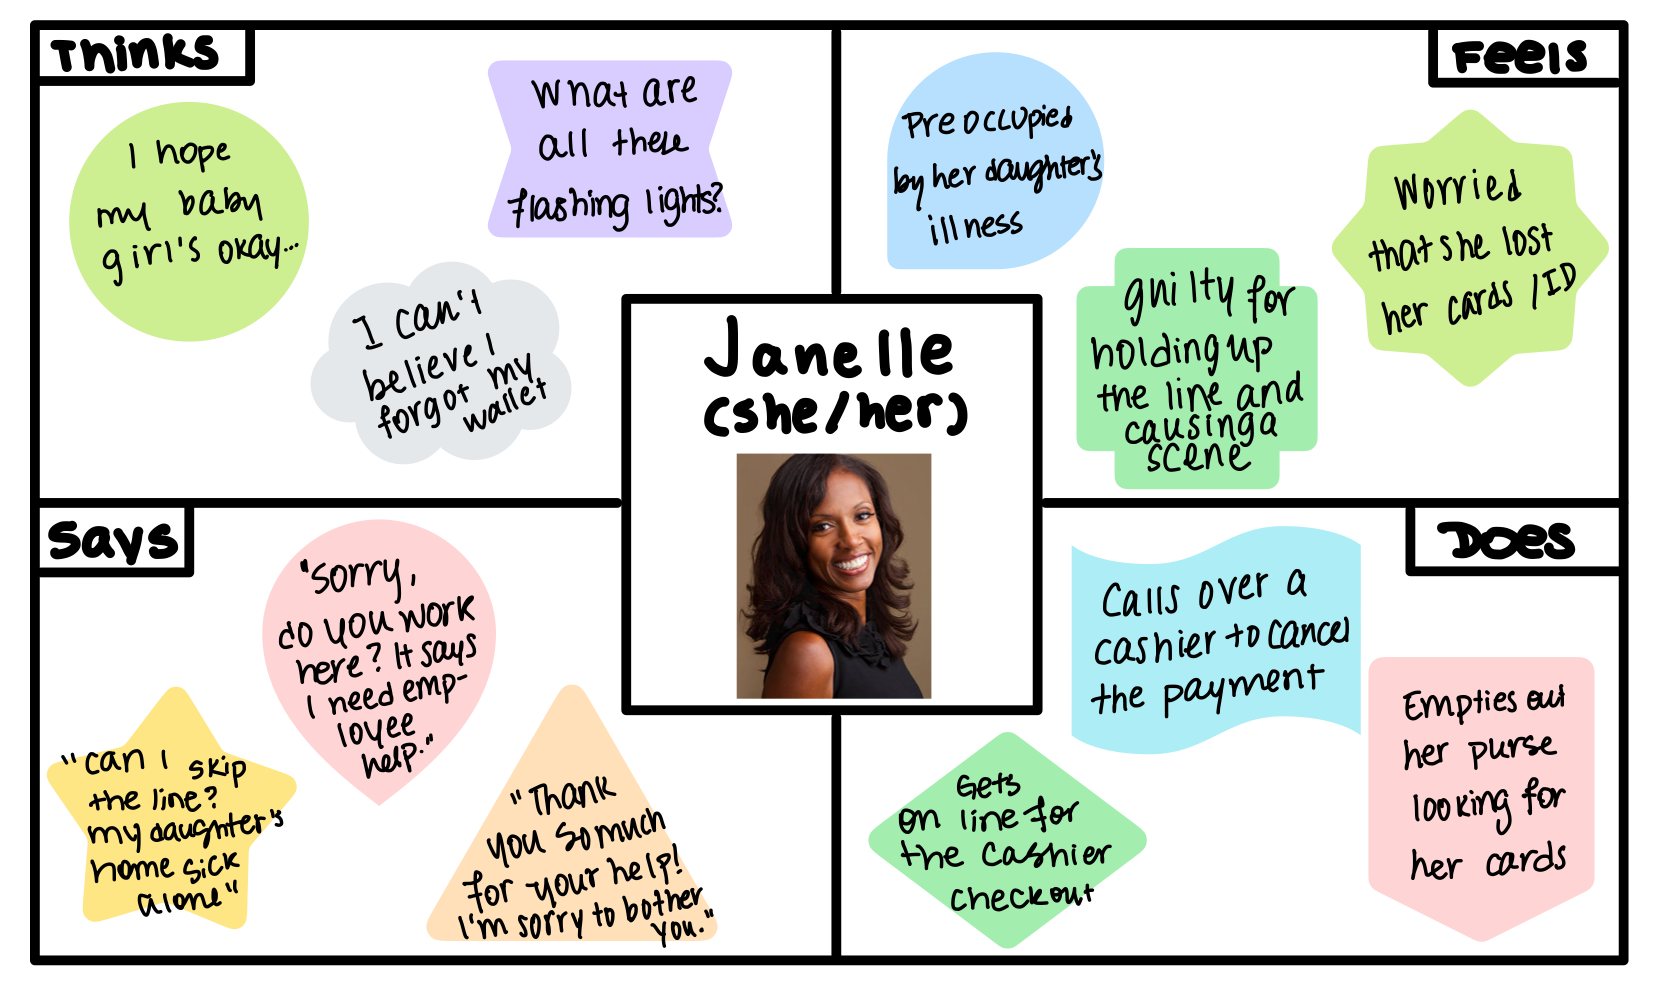 Thinks
I hope
my baby
girl's okay...
What are
all these
flashing lights?
I can't
believe I
forgot my
wallet
Feels
Preoccupied
by her daughter's
illness
guilty for
holding up
the line and
causing a
scene
Worried
that she lost
her cards / ID
Janelle
(she/her)
Says
"Sorry,
do you work
here? It says
I need emp-
loyee
help."
"can I skip
the line?
my daughter's
home sick
alone"
"Thank
you so much
for your help!
I'm sorry to bother
you."
Does
Calls over a
cashier to cancel
the payment
Gets
on line for
the cashier
checkout
Empties out
her purse
looking for
her cards